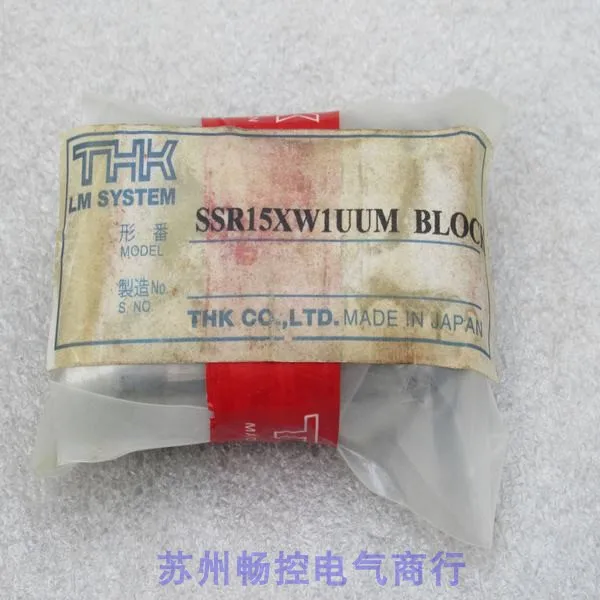 THK
LM SYSTEM
形番 SSR15XW1UUM BLOCK
MODEL
製造No.
S. NO.
THK CO.,LTD. MADE IN JAPAN
苏州畅控电气商行